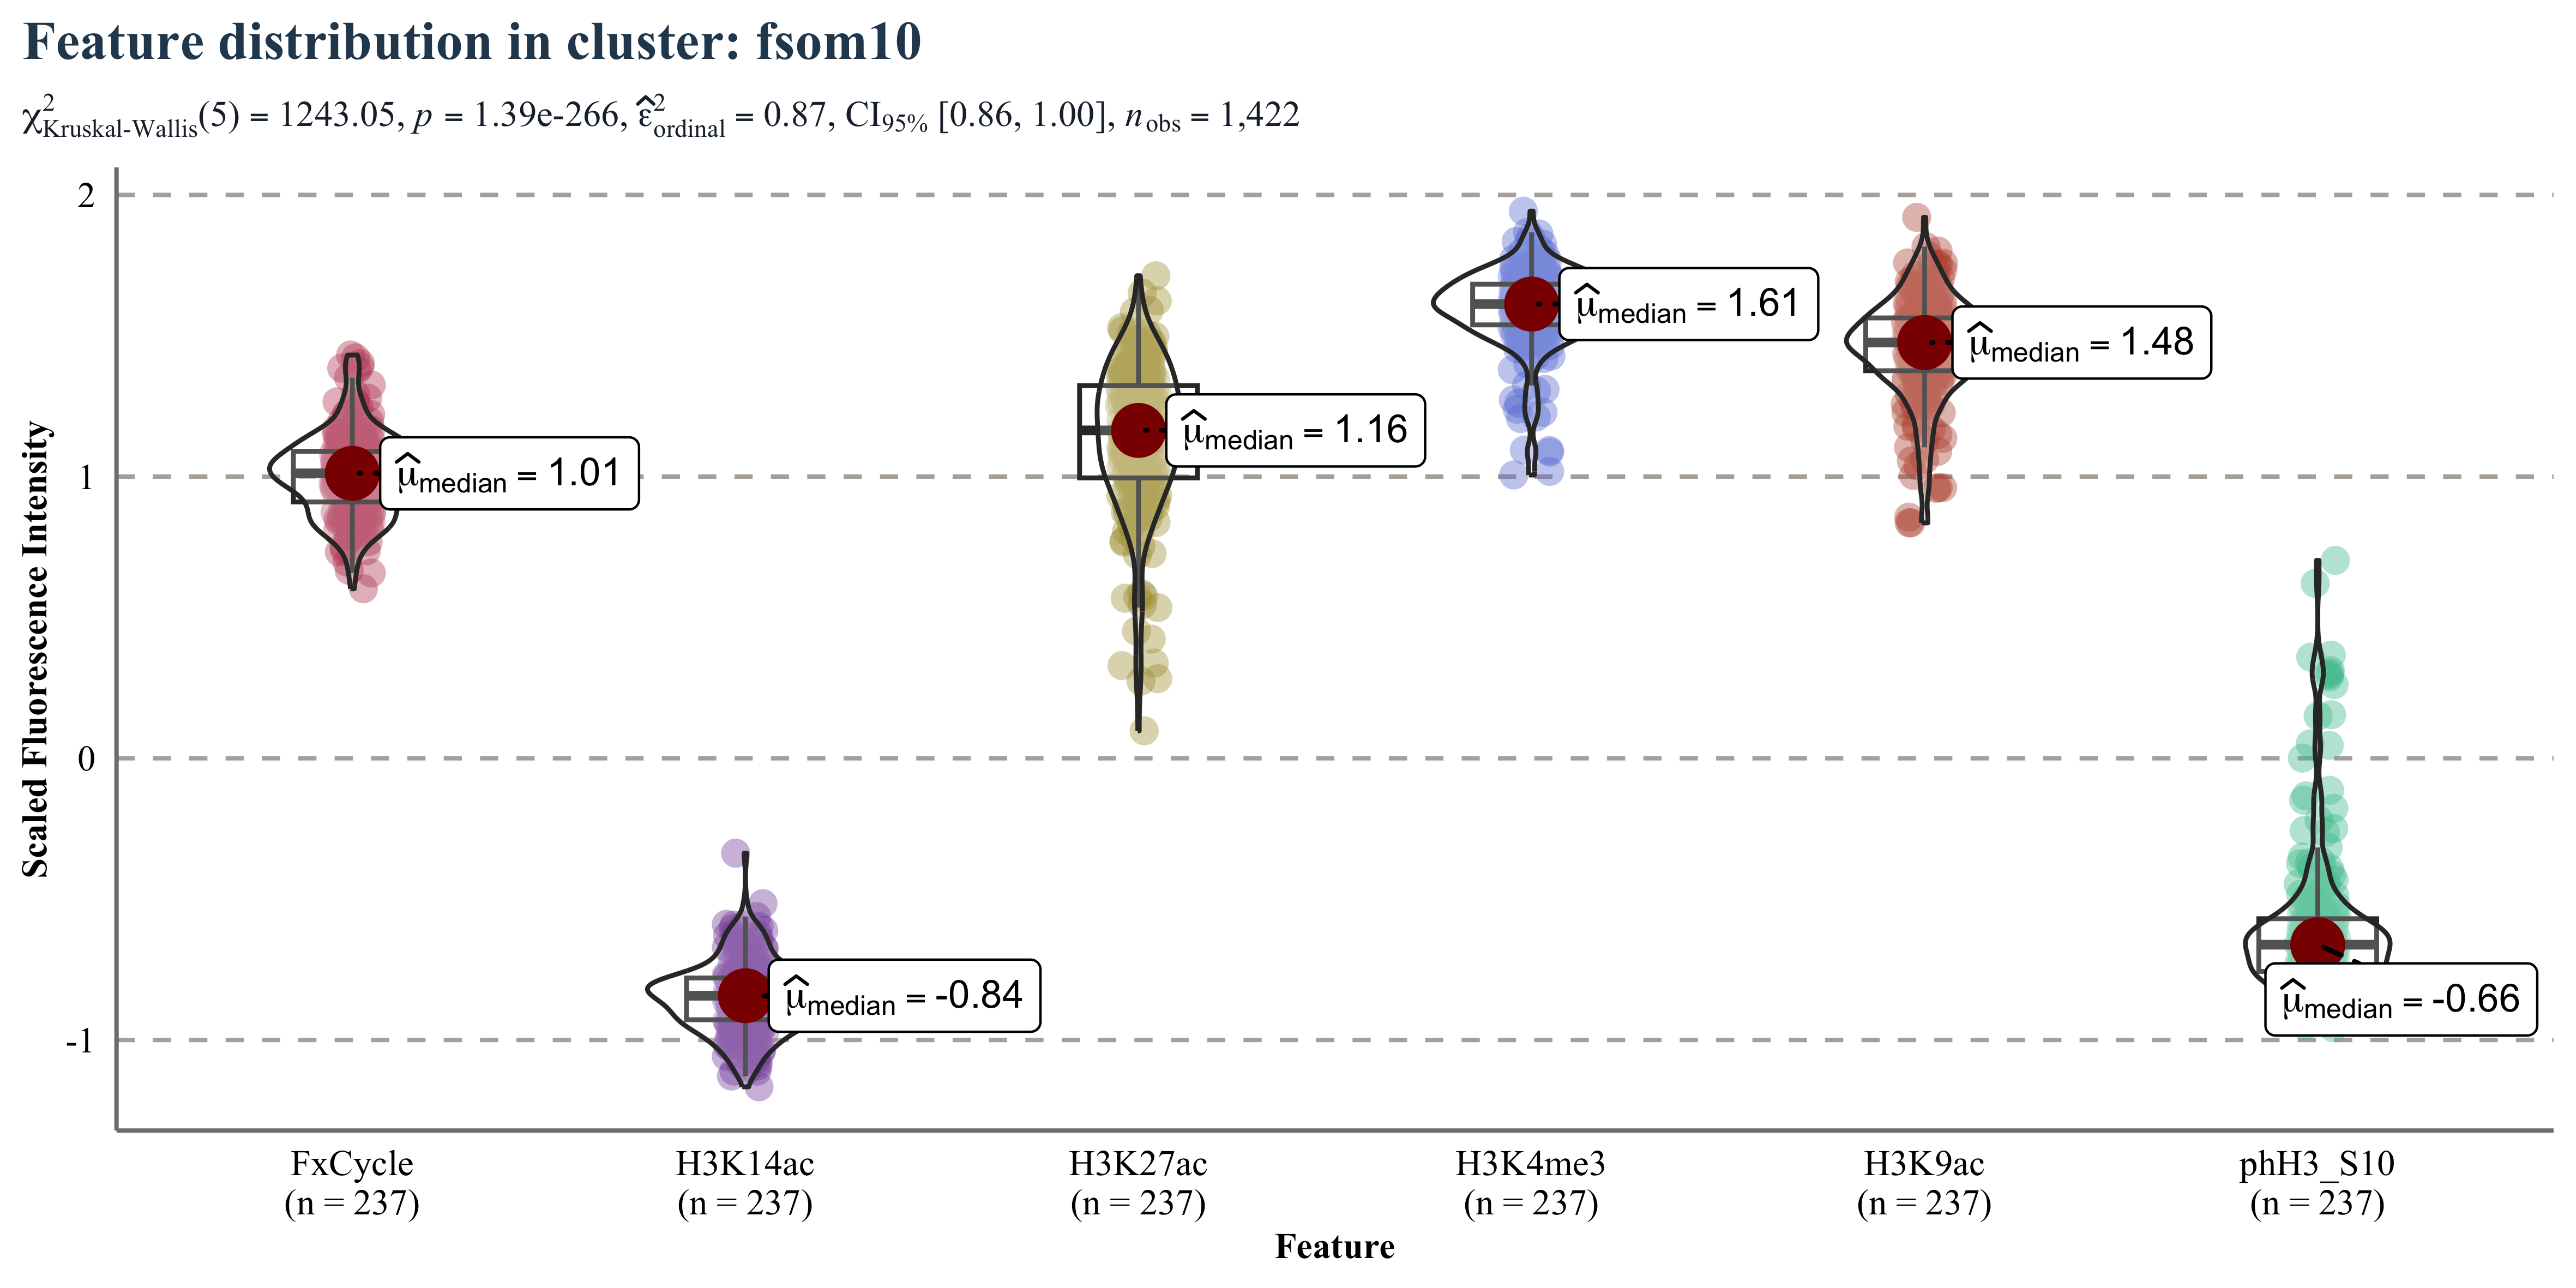 Feature distribution in cluster: fsom10
χ²Kruskal-Wallis(5) = 1243.05, p = 1.39e-266, ε̂²ordinal = 0.87, CI95% [0.86, 1.00], nobs = 1,422
Scaled Fluorescence Intensity
2
1
0
-1
μ̂median = 1.01
μ̂median = -0.84
μ̂median = 1.16
μ̂median = 1.61
μ̂median = 1.48
μ̂median = -0.66
FxCycle
(n = 237)
H3K14ac
(n = 237)
H3K27ac
(n = 237)
H3K4me3
(n = 237)
H3K9ac
(n = 237)
phH3_S10
(n = 237)
Feature